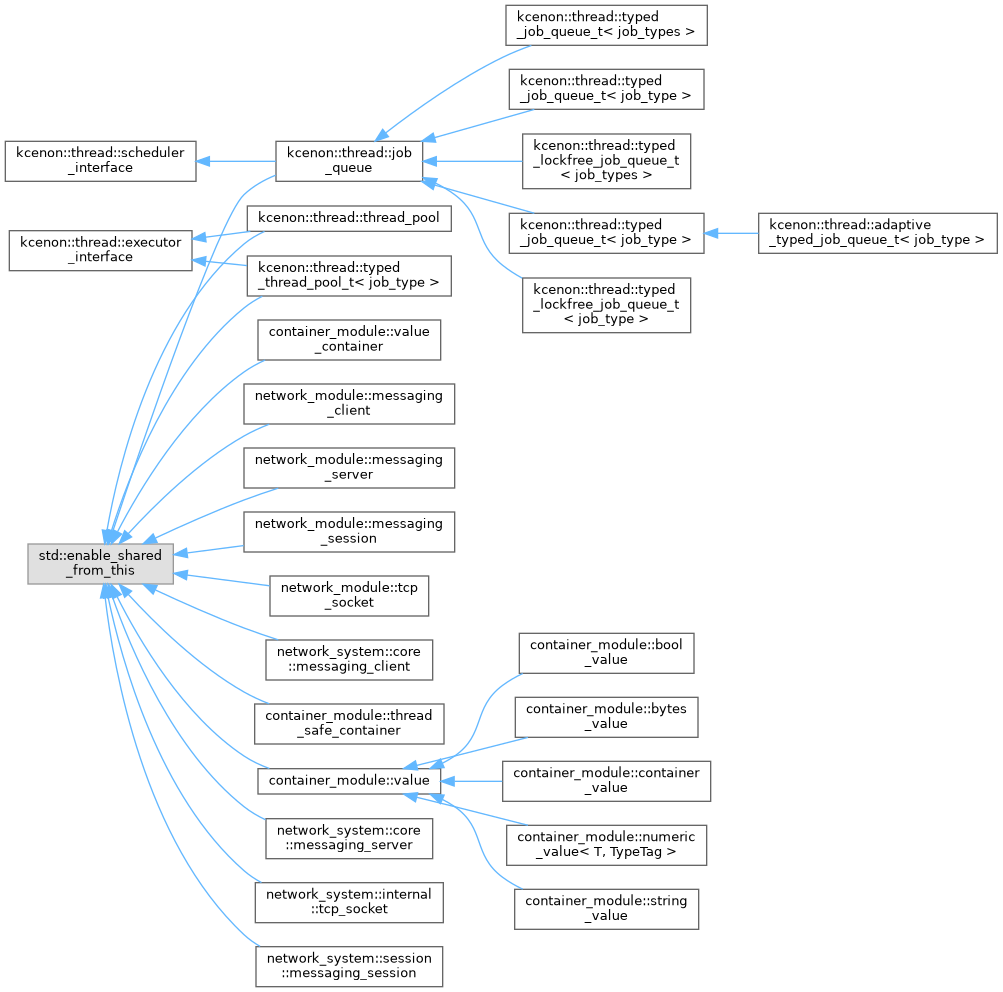 kcenon::thread::typed
_job_queue_t< job_types >
kcenon::thread::typed
_job_queue_t< job_type >
kcenon::thread::scheduler
_interface
kcenon::thread::job
_queue
kcenon::thread::typed
_lockfree_job_queue_t
< job_types >
kcenon::thread::thread_pool
kcenon::thread::typed
_job_queue_t< job_type >
kcenon::thread::adaptive
_typed_job_queue_t< job_type >
kcenon::thread::executor
_interface
kcenon::thread::typed
_thread_pool_t< job_type >
kcenon::thread::typed
_lockfree_job_queue_t
< job_type >
container_module::value
_container
network_module::messaging
_client
network_module::messaging
_server
network_module::messaging
_session
std::enable_shared
_from_this
network_module::tcp
_socket
network_system::core
::messaging_client
container_module::bool
_value
container_module::thread
_safe_container
container_module::bytes
_value
container_module::value
container_module::container
_value
network_system::core
::messaging_server
container_module::numeric
_value< T, TypeTag >
network_system::internal
::tcp_socket
container_module::string
_value
network_system::session
::messaging_session